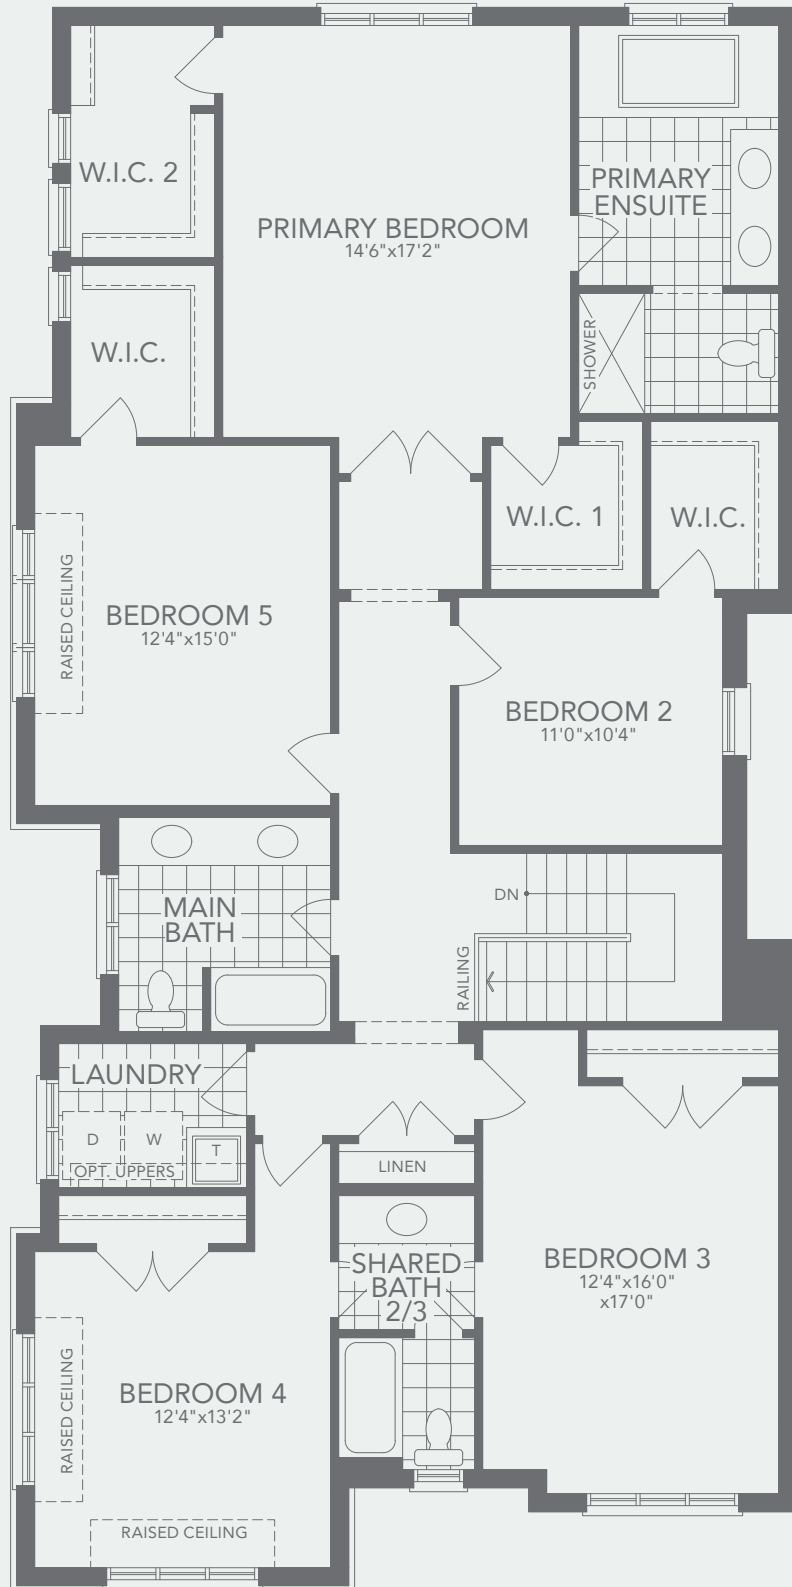 W.I.C. 2
PRIMARY BEDROOM
14'6"x17'2"
PRIMARY
ENSUITE
SHOWER
W.I.C.
W.I.C. 1
W.I.C.
RAISED CEILING
BEDROOM 5
12'4"x15'0"
BEDROOM 2
11'0"x10'4"
DN
RAILING
MAIN
BATH
LAUNDRY
D
W
T
OPT. UPPERS
LINEN
SHARED
BATH
2/3
BEDROOM 3
12'4"x16'0"
x17'0"
RAISED CEILING
BEDROOM 4
12'4"x13'2"
RAISED CEILING